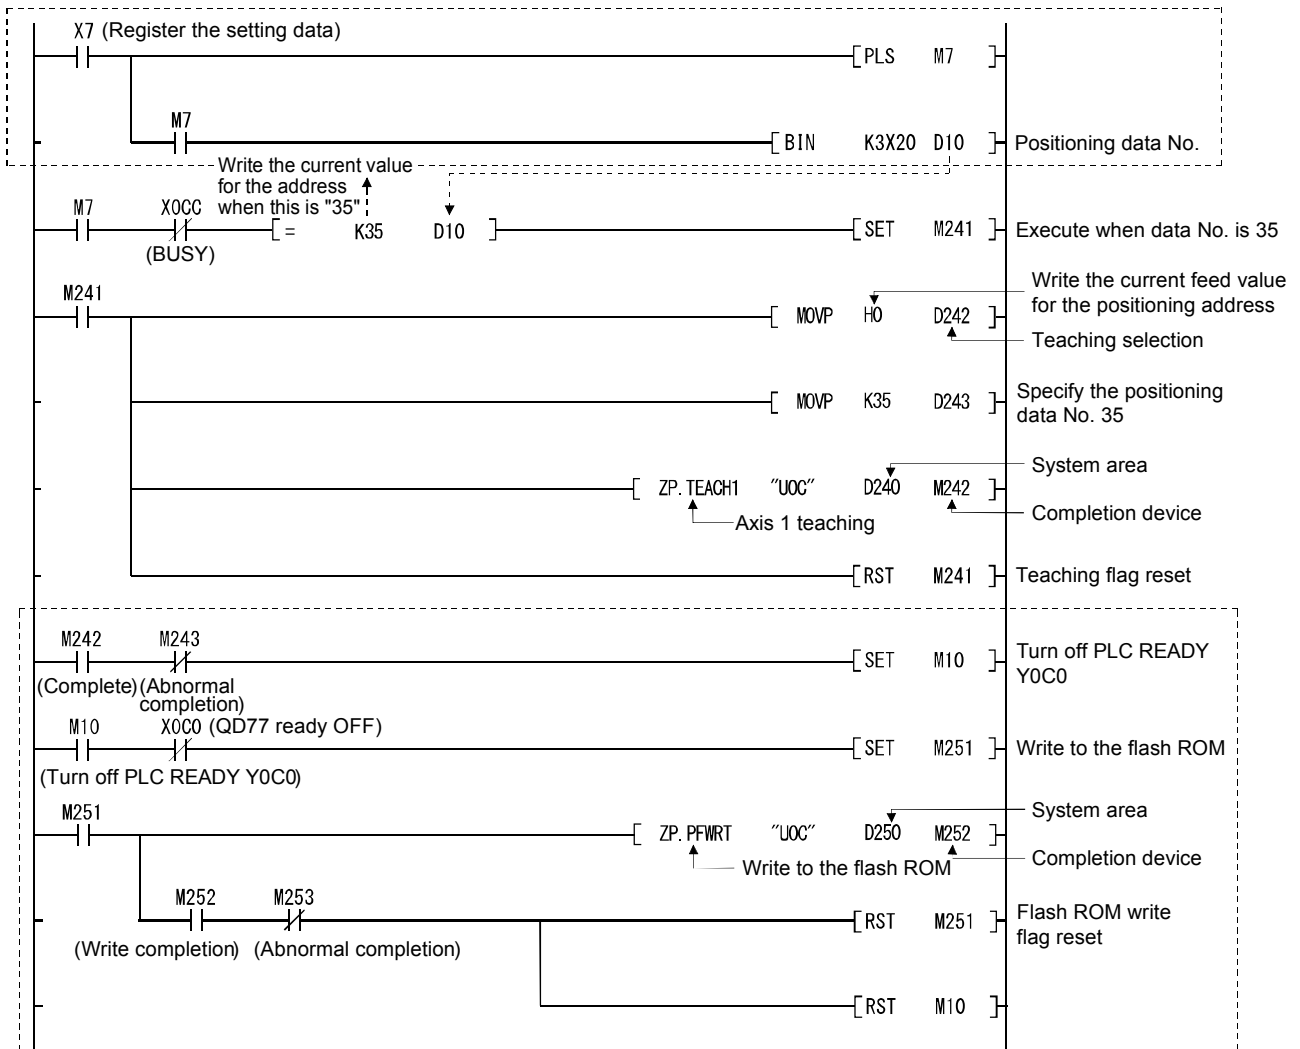 X7 (Register the setting data)
PLS M7
M7
BIN K3X20 D10 Positioning data No.
Write the current value
for the address
when this is "35"
M7 X0CC = K35 D10 SET M241 Execute when data No. is 35
(BUSY)
M241
Write the current feed value
for the positioning address
MOVP H0 D242
Teaching selection
MOVP K35 D243
Specify the positioning
data No. 35
System area
ZP.TEACH1 "U0C" D240 M242
Axis 1 teaching
Completion device
RST M241 Teaching flag reset
M242 M243
SET M10
Turn off PLC READY
Y0C0
(Complete) (Abnormal
completion)
M10 X0C0 (QD77 ready OFF)
SET M251 Write to the flash ROM
(Turn off PLC READY Y0C0)
M251
System area
ZP.PFWRT "U0C" D250 M252
Write to the flash ROM
Completion device
M252 M253
RST M251
Flash ROM write
flag reset
(Write completion) (Abnormal completion)
RST M10